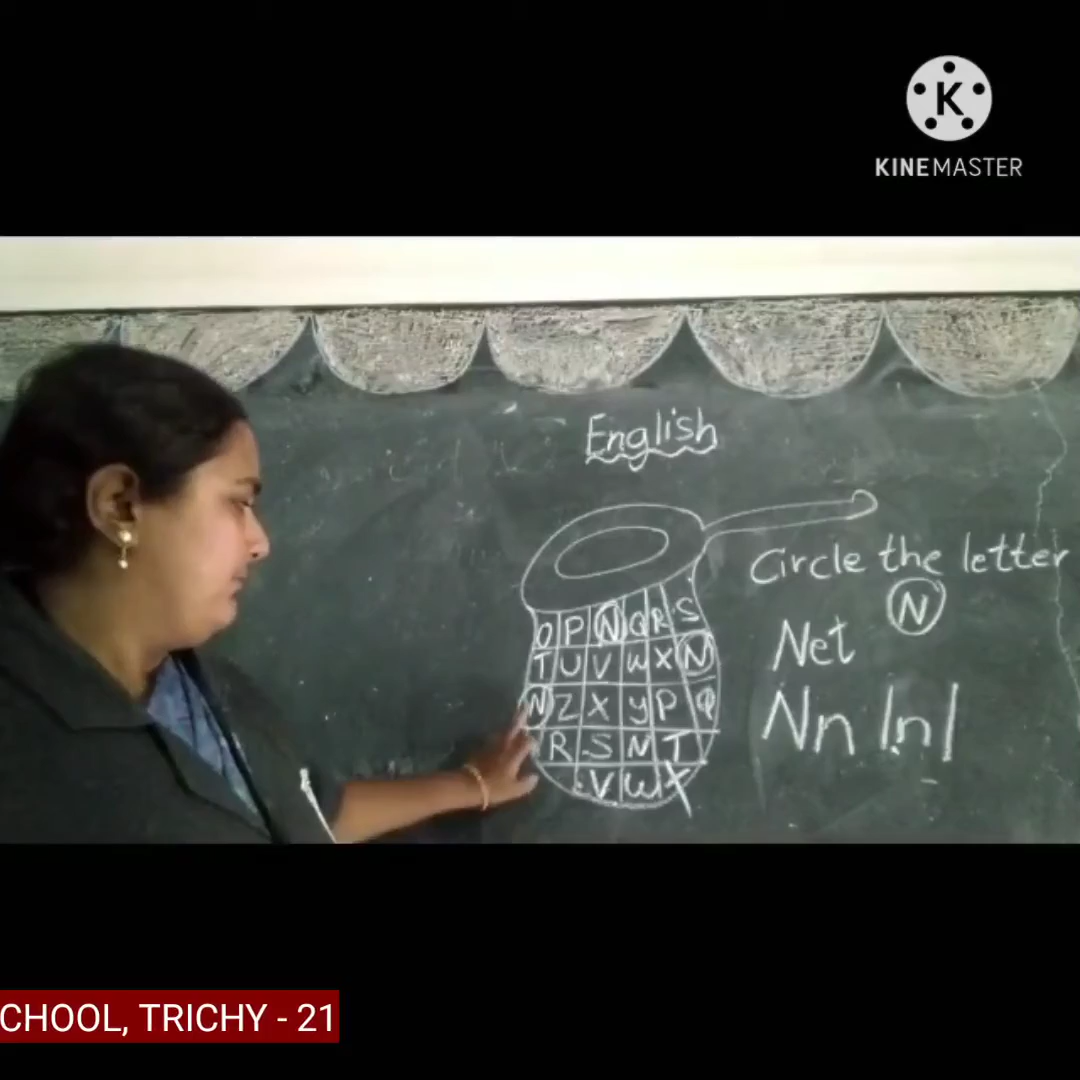 K
KINEMASTER
English
Circle the letter
N
Net
Nn n
O P N Q R S
T U V W X N
N Z X Y P Q
R S N T
V W X
CHOOL, TRICHY - 21